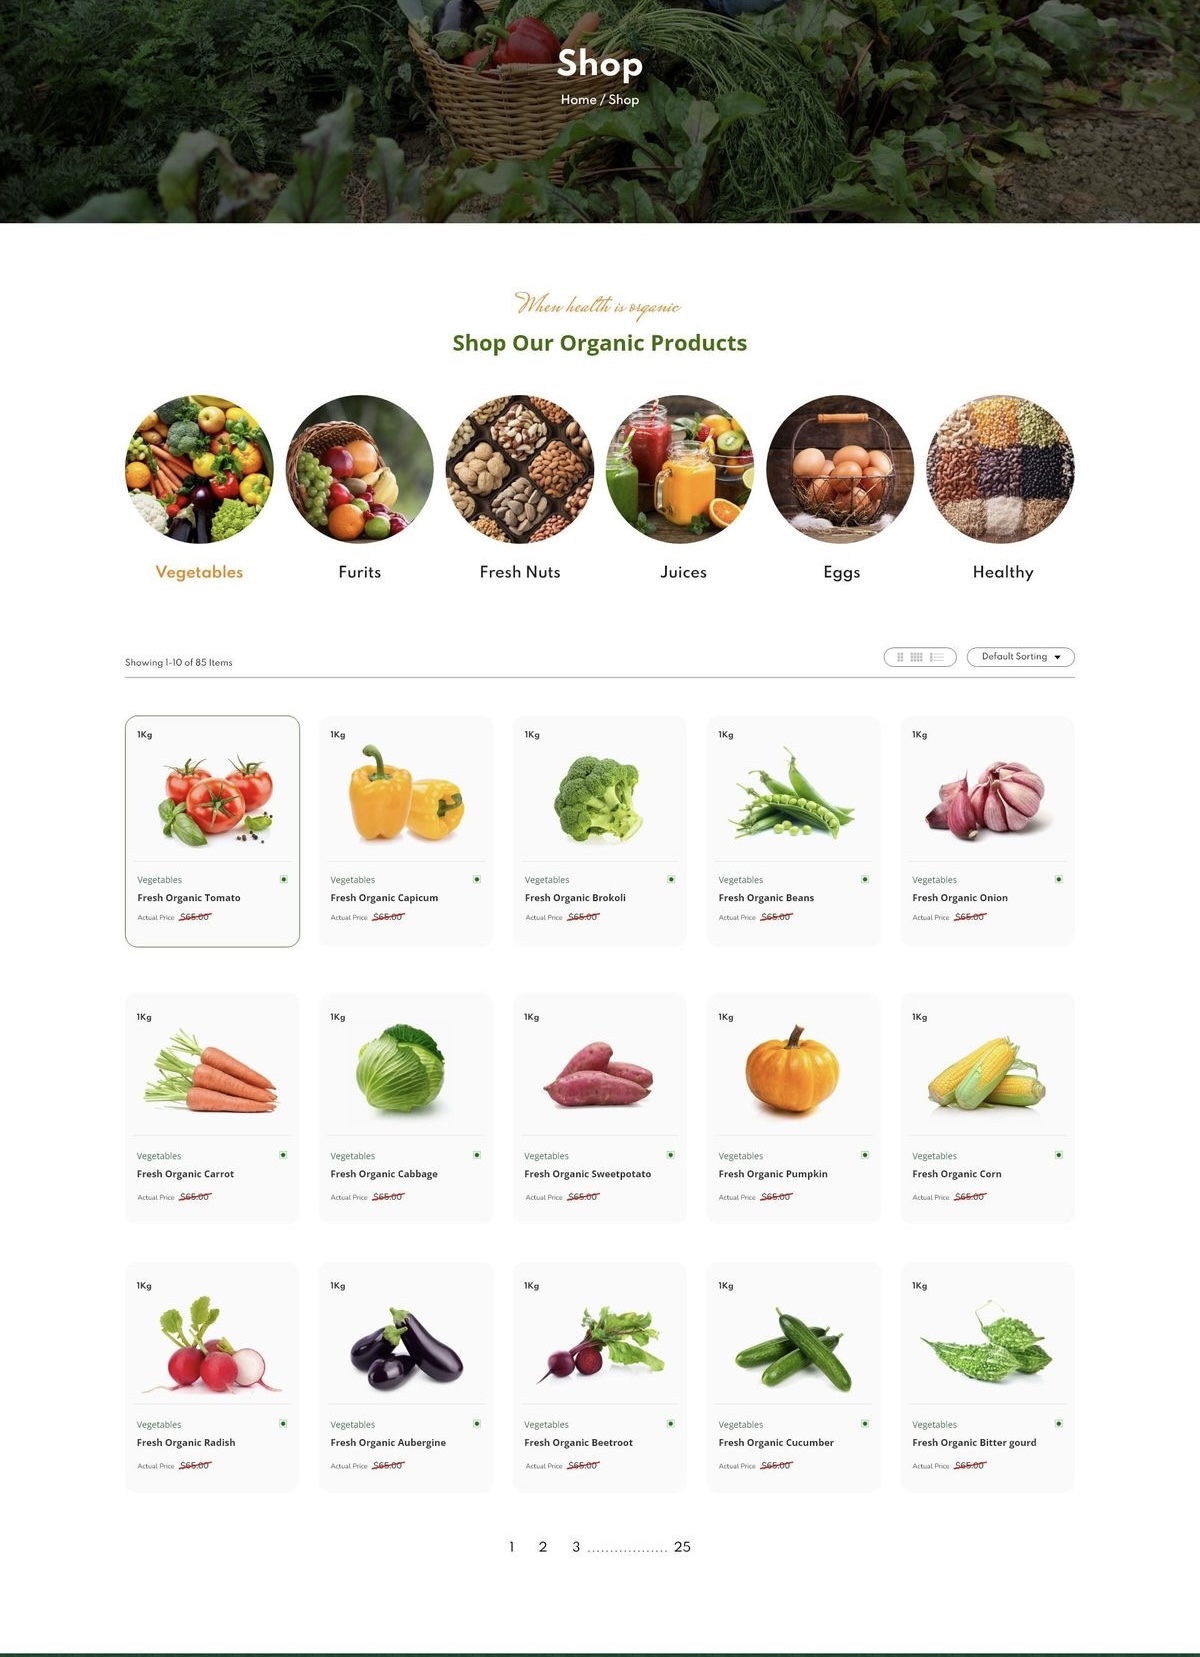 Shop
Home / Shop
When health is organic
Shop Our Organic Products
Vegetables
Furits
Fresh Nuts
Juices
Eggs
Healthy
Showing 1-10 of 85 Items
Default Sorting
1Kg
1Kg
1Kg
1Kg
1Kg
Vegetables
Vegetables
Vegetables
Vegetables
Vegetables
Fresh Organic Tomato
Fresh Organic Capicum
Fresh Organic Brokoli
Fresh Organic Beans
Fresh Organic Onion
Actual Price $65.00
Actual Price $65.00
Actual Price $65.00
Actual Price $65.00
Actual Price $65.00
1Kg
1Kg
1Kg
1Kg
1Kg
Vegetables
Vegetables
Vegetables
Vegetables
Vegetables
Fresh Organic Carrot
Fresh Organic Cabbage
Fresh Organic Sweetpotato
Fresh Organic Pumpkin
Fresh Organic Corn
Actual Price $65.00
Actual Price $65.00
Actual Price $65.00
Actual Price $65.00
Actual Price $65.00
1Kg
1Kg
1Kg
1Kg
1Kg
Vegetables
Vegetables
Vegetables
Vegetables
Vegetables
Fresh Organic Radish
Fresh Organic Aubergine
Fresh Organic Beetroot
Fresh Organic Cucumber
Fresh Organic Bitter gourd
Actual Price $65.00
Actual Price $65.00
Actual Price $65.00
Actual Price $65.00
Actual Price $65.00
1 2 3 .................. 25